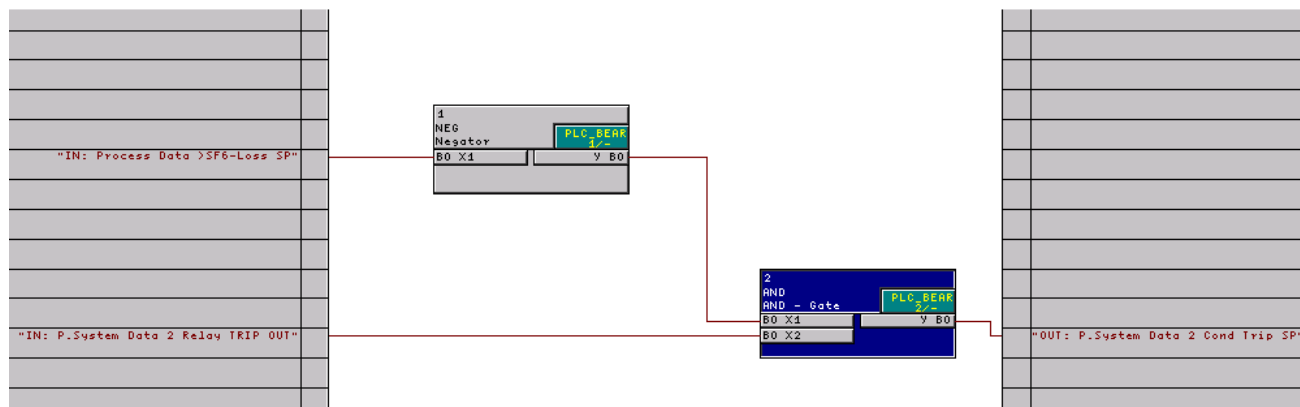 1
NEG
Negator
PLC_BEAR
1/-
"IN: Process Data >SF6-Loss SP"
BO X1
Y BO
2
AND
AND - Gate
PLC_BEAR
2/-
BO X1
Y BO
"IN: P.System Data 2 Relay TRIP OUT"
BO X2
"OUT: P.System Data 2 Cond Trip SP"